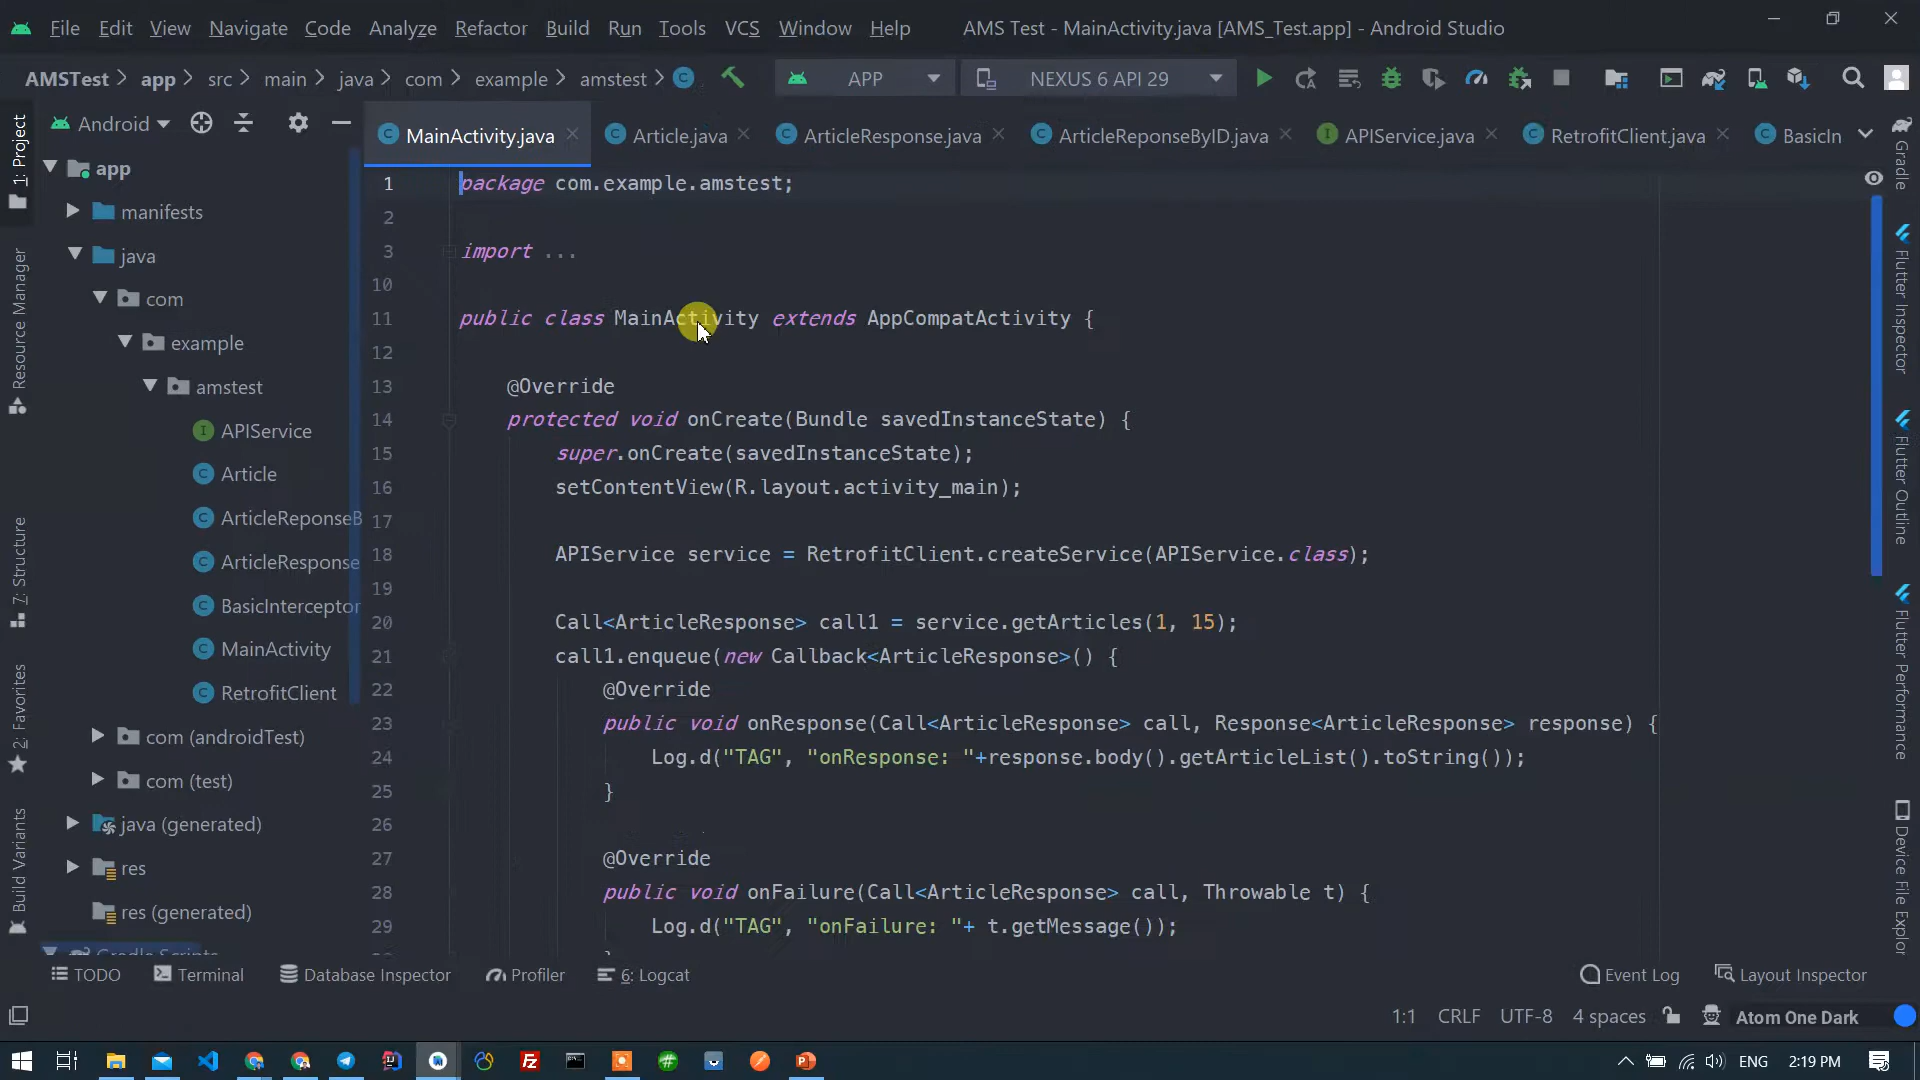 File Edit View Navigate Code Analyze Refactor Build Run Tools VCS Window Help AMS Test - MainActivity.java [AMS_Test.app] - Android Studio
AMSTest app src main java com example amstest APP NEXUS 6 API 29
Android
MainActivity.java Article.java ArticleResponse.java ArticleReponseByID.java APIService.java RetrofitClient.java BasicIn
1: Project
Resource Manager
7: Structure
2: Favorites
Build Variants
app
manifests
java
com
example
amstest
APIService
Article
ArticleReponseB
ArticleResponse
BasicInterceptor
MainActivity
RetrofitClient
com (androidTest)
com (test)
java (generated)
res
res (generated)
Gradle Scripts
1 package com.example.amstest;
2
3 import ...
10
11 public class MainActivity extends AppCompatActivity {
12
13 @Override
14 protected void onCreate(Bundle savedInstanceState) {
15 super.onCreate(savedInstanceState);
16 setContentView(R.layout.activity_main);
17
18 APIService service = RetrofitClient.createService(APIService.class);
19
20 Call<ArticleResponse> call1 = service.getArticles(1, 15);
21 call1.enqueue(new Callback<ArticleResponse>() {
22 @Override
23 public void onResponse(Call<ArticleResponse> call, Response<ArticleResponse> response) {
24 Log.d("TAG", "onResponse: "+response.body().getArticleList().toString());
25 }
26
27 @Override
28 public void onFailure(Call<ArticleResponse> call, Throwable t) {
29 Log.d("TAG", "onFailure: "+ t.getMessage());
Gradle
Flutter Inspector
Flutter Outline
Flutter Performance
Device File Explor
TODO Terminal Database Inspector Profiler 6: Logcat Event Log Layout Inspector
1:1 CRLF UTF-8 4 spaces Atom One Dark
ENG 2:19 PM